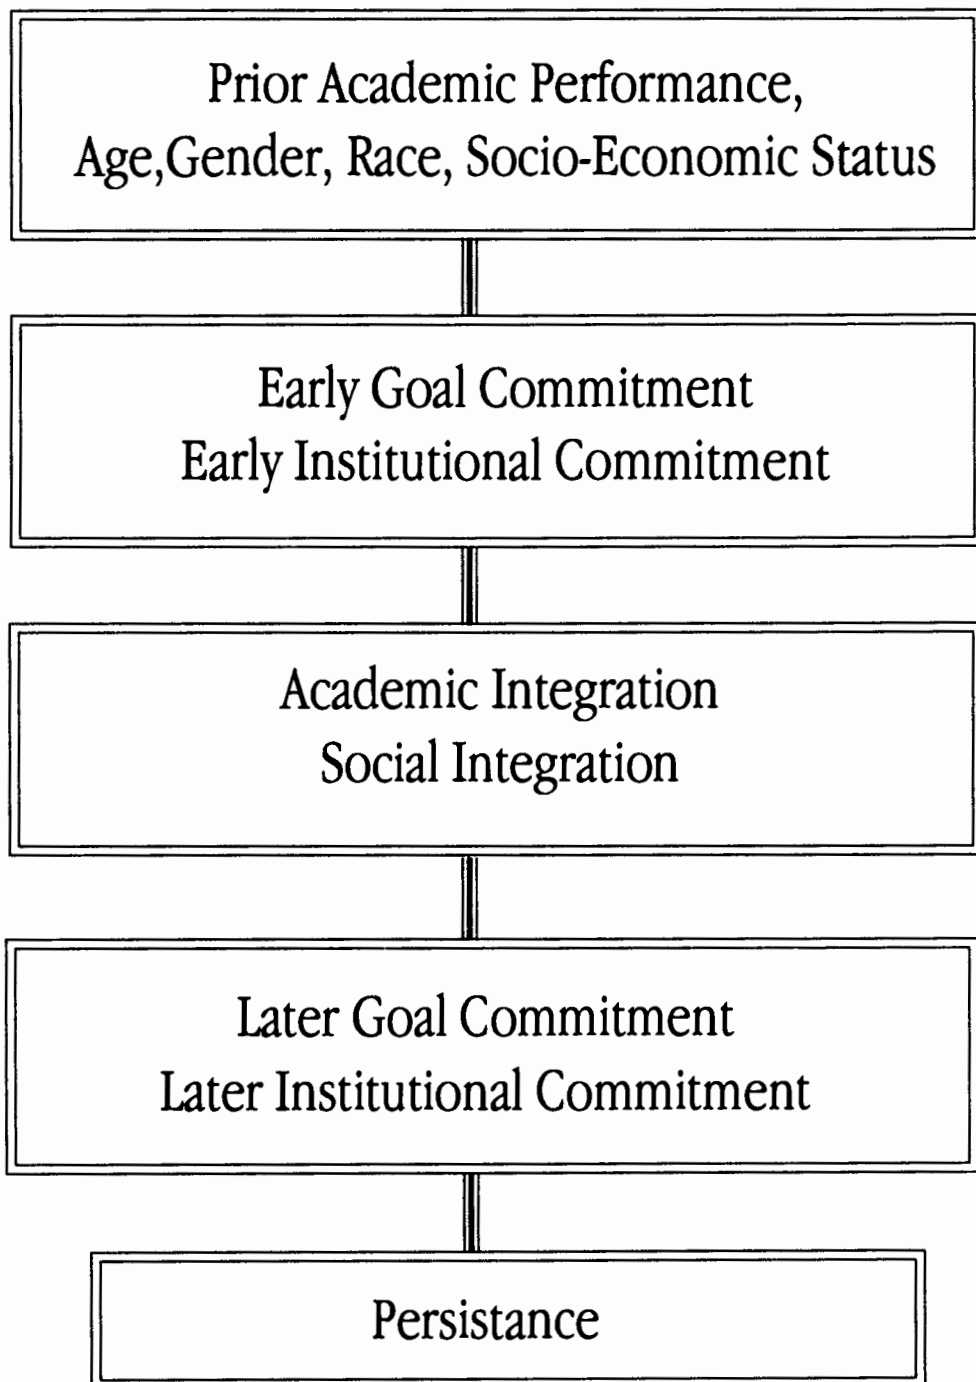 Prior Academic Performance,
Age,Gender, Race, Socio-Economic Status
Early Goal Commitment
Early Institutional Commitment
Academic Integration
Social Integration
Later Goal Commitment
Later Institutional Commitment
Persistance